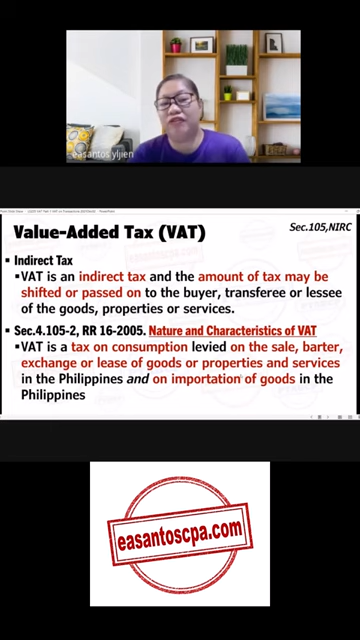 easantos yljien
Value-Added Tax (VAT)
Sec.105,NIRC
Indirect Tax
VAT is an indirect tax and the amount of tax may be
shifted or passed on to the buyer, transferee or lessee
of the goods, properties or services.
Sec.4.105-2, RR 16-2005. Nature and Characteristics of VAT
VAT is a tax on consumption levied on the sale, barter,
exchange or lease of goods or properties and services
in the Philippines and on importation of goods in the
Philippines
easantoscpa.com